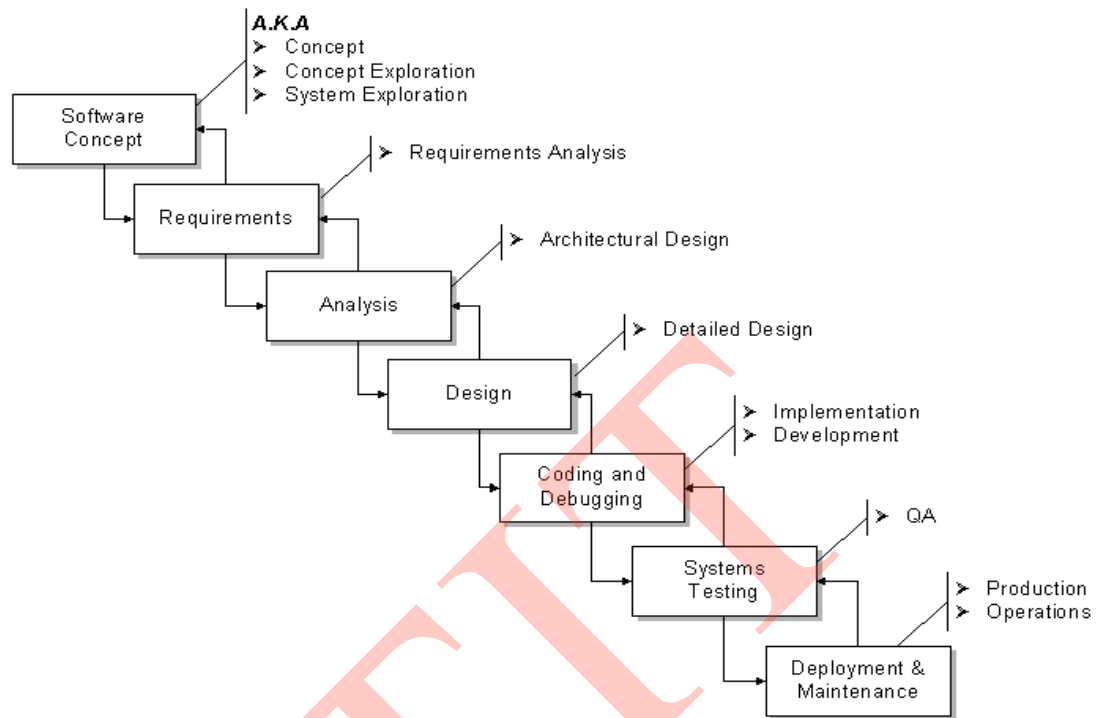 A.K.A
➢ Concept
➢ Concept Exploration
➢ System Exploration
Software
Concept
➢ Requirements Analysis
Requirements
➢ Architectural Design
Analysis
➢ Detailed Design
Design
➢ Implementation
➢ Development
Coding and
Debugging
➢ QA
Systems
Testing
➢ Production
➢ Operations
Deployment &
Maintenance